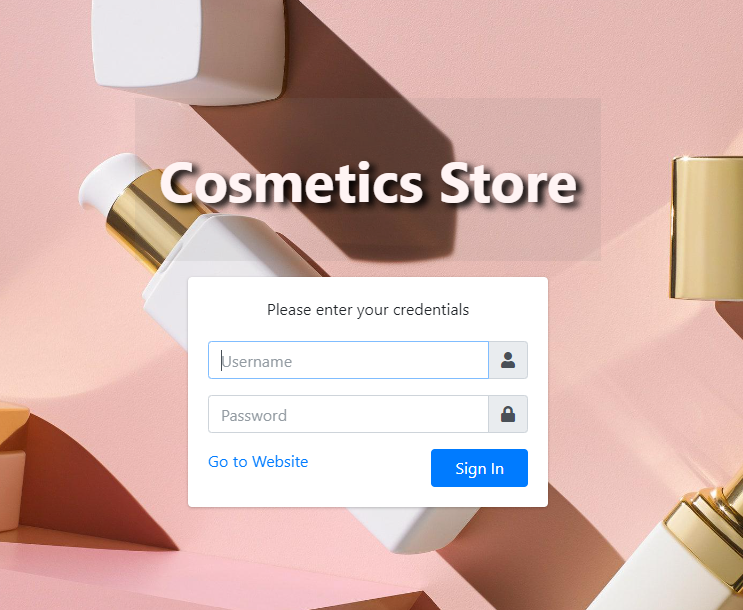 Cosmetics Store
Please enter your credentials
Username
Password
Go to Website
Sign In